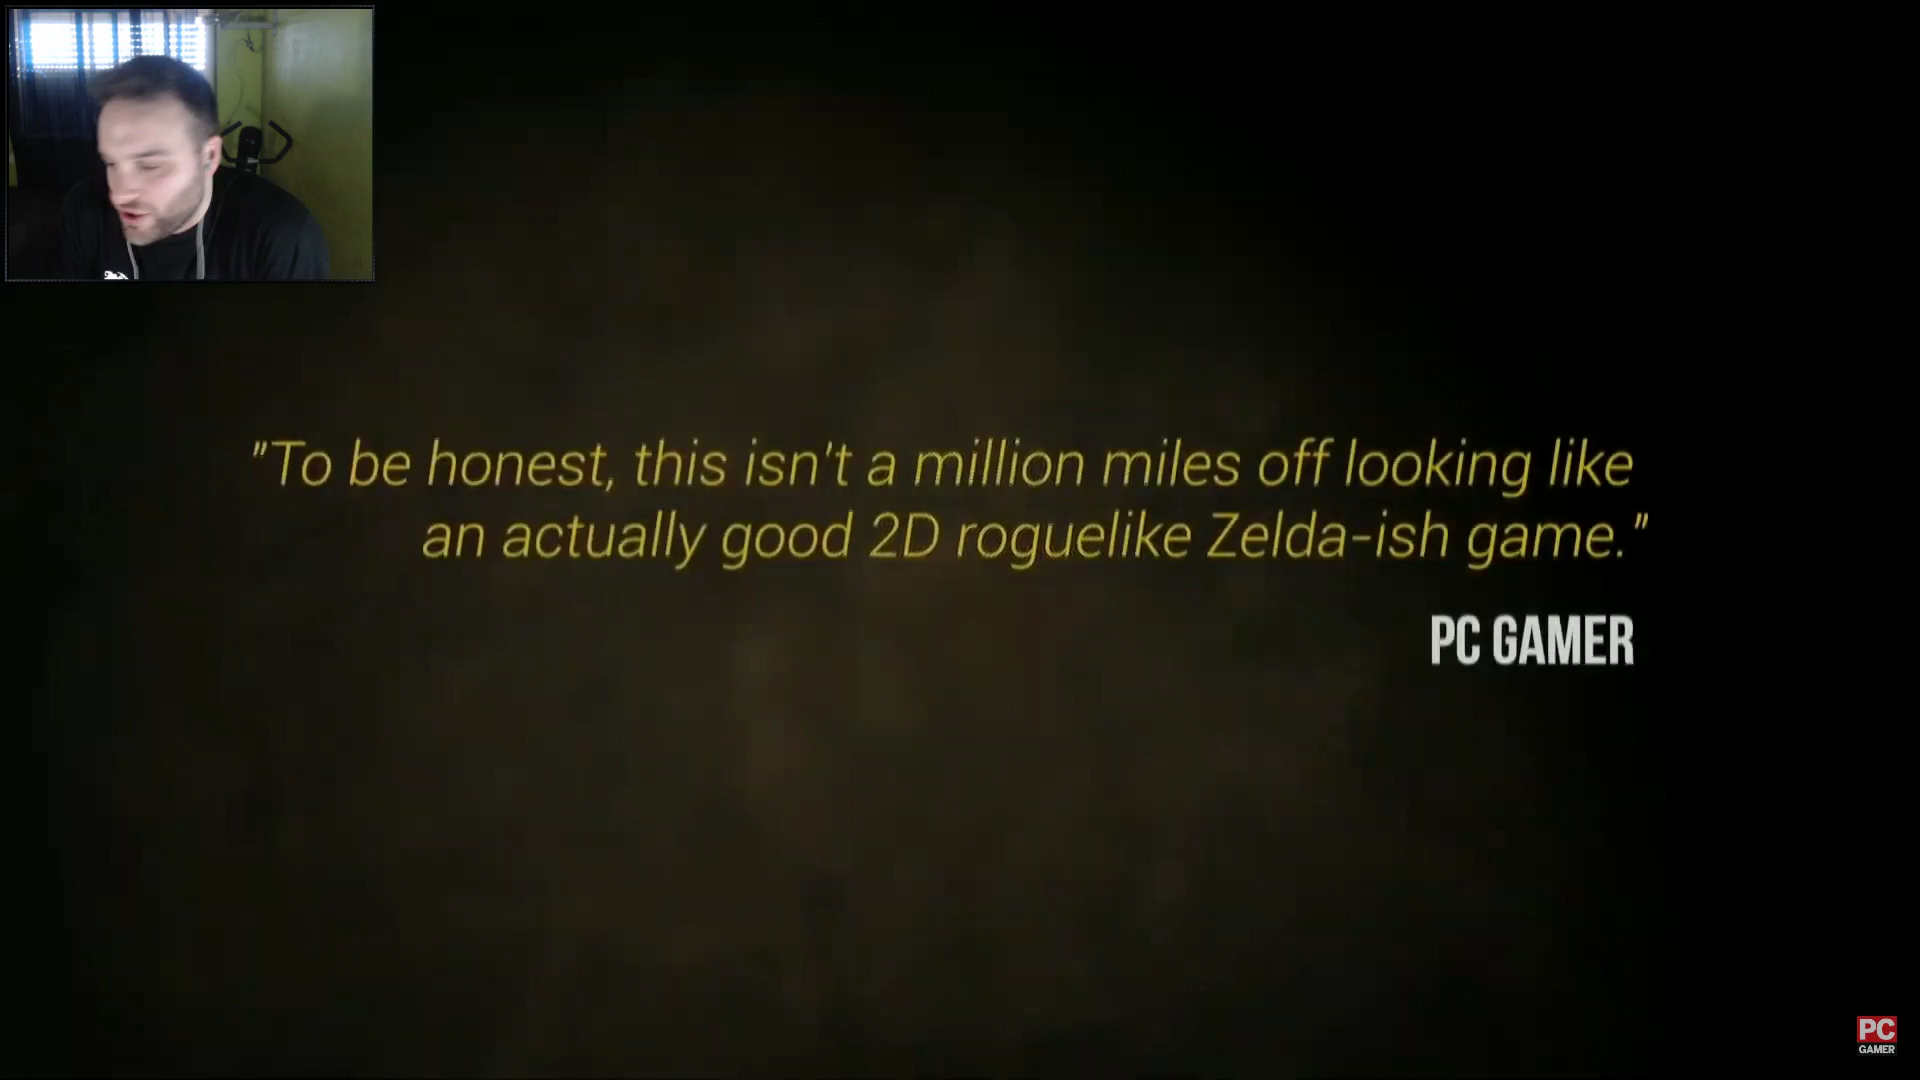 "To be honest, this isn't a million miles off looking like
an actually good 2D roguelike Zelda-ish game."
PC GAMER
PC
GAMER